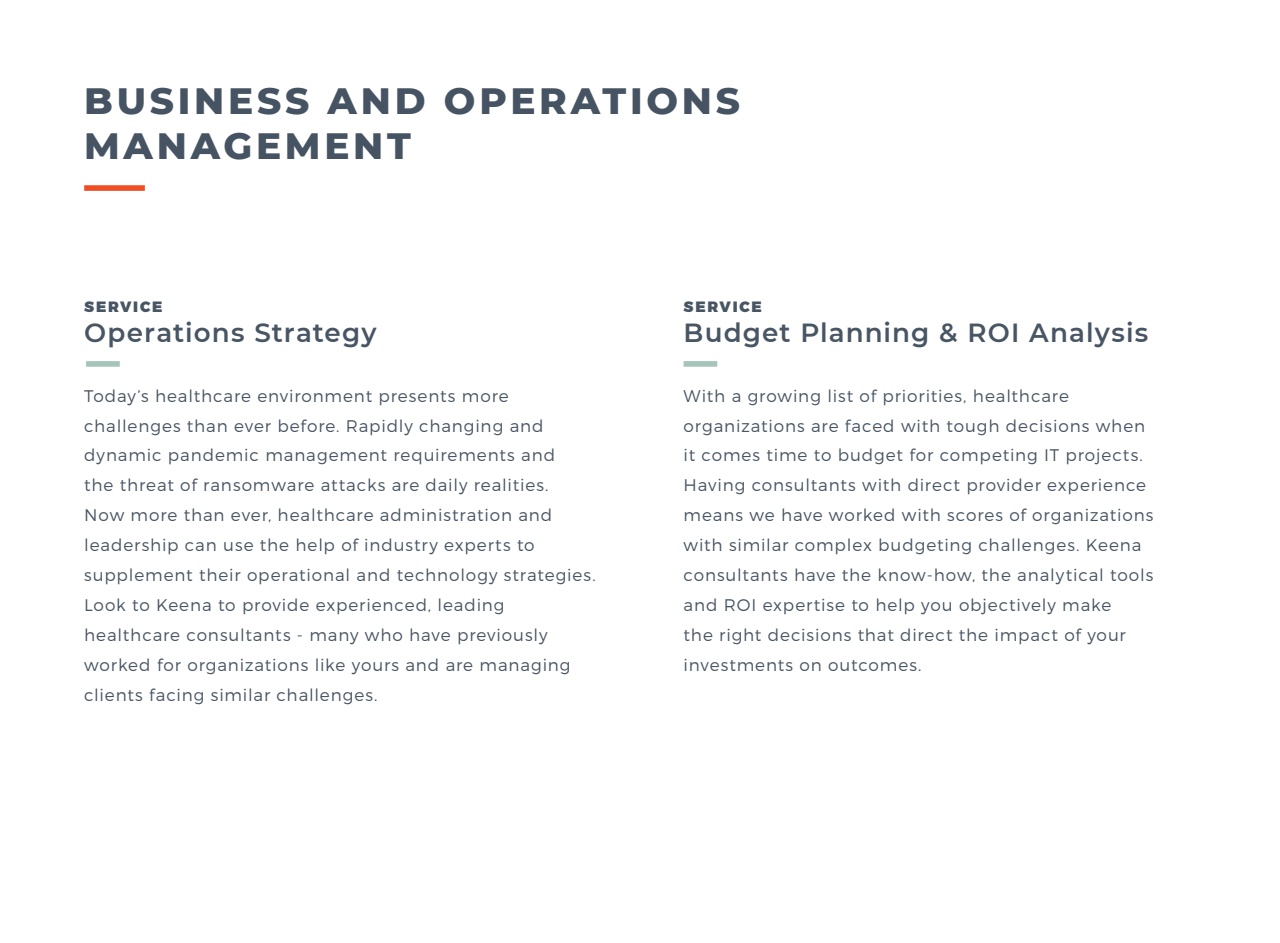 BUSINESS AND OPERATIONS
MANAGEMENT
SERVICE
Operations Strategy
Today’s healthcare environment presents more
challenges than ever before. Rapidly changing and
dynamic pandemic management requirements and
the threat of ransomware attacks are daily realities.
Now more than ever, healthcare administration and
leadership can use the help of industry experts to
supplement their operational and technology strategies.
Look to Keena to provide experienced, leading
healthcare consultants - many who have previously
worked for organizations like yours and are managing
clients facing similar challenges.
SERVICE
Budget Planning & ROI Analysis
With a growing list of priorities, healthcare
organizations are faced with tough decisions when
it comes time to budget for competing IT projects.
Having consultants with direct provider experience
means we have worked with scores of organizations
with similar complex budgeting challenges. Keena
consultants have the know-how, the analytical tools
and ROI expertise to help you objectively make
the right decisions that direct the impact of your
investments on outcomes.